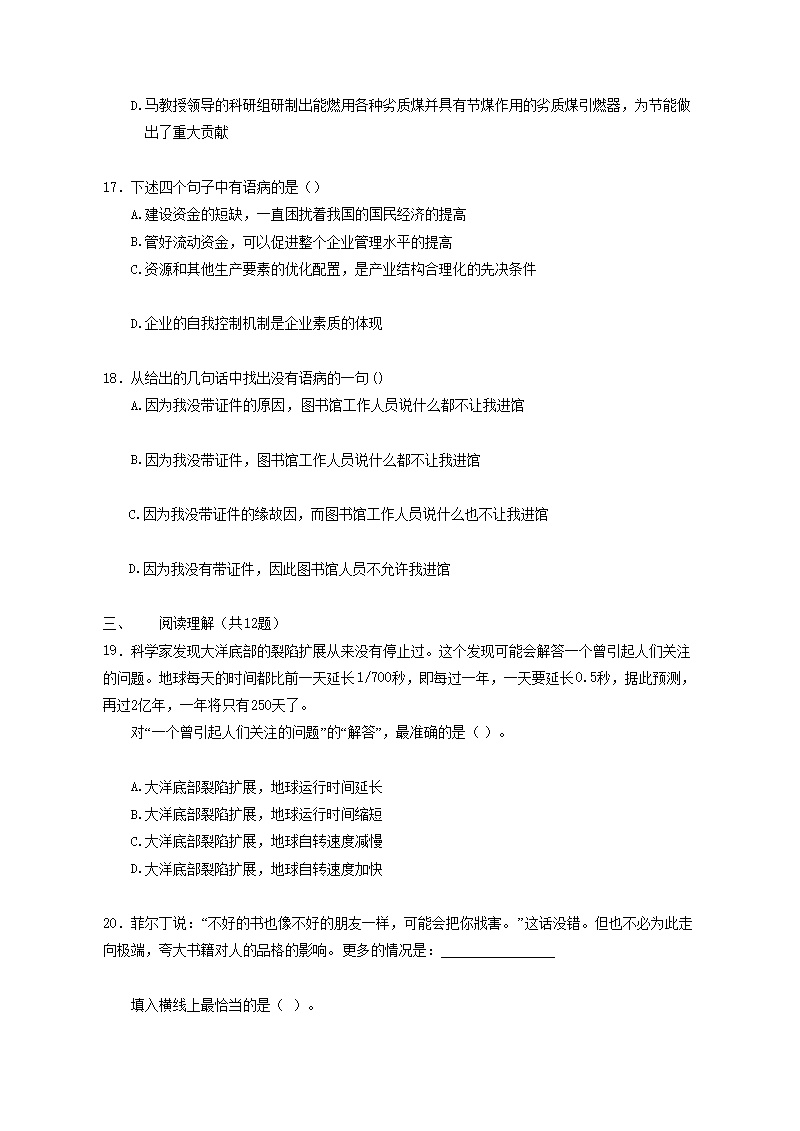 D.马教授领导的科研组研制出能燃用各种劣质煤并具有节煤作用的劣质煤引燃器，为节能做
出了重大贡献
17．下述四个句子中有语病的是（）
A.建设资金的短缺，一直困扰着我国的国民经济的提高
B.管好流动资金，可以促进整个企业管理水平的提高
C.资源和其他生产要素的优化配置，是产业结构合理化的先决条件
D.企业的自我控制机制是企业素质的体现
18．从给出的几句话中找出没有语病的一句()
A.因为我没带证件的原因，图书馆工作人员说什么都不让我进馆
B.因为我没带证件，图书馆工作人员说什么都不让我进馆
C.因为我没带证件的缘故因，而图书馆工作人员说什么也不让我进馆
D.因为我没有带证件，因此图书馆人员不允许我进馆
三、 阅读理解（共12题）
19．科学家发现大洋底部的裂陷扩展从来没有停止过。这个发现可能会解答一个曾引起人们关注
的问题。地球每天的时间都比前一天延长1/700秒，即每过一年，一天要延长0.5秒，据此预测，
再过2亿年，一年将只有250天了。
对“一个曾引起人们关注的问题”的“解答”，最准确的是（ ）。
A.大洋底部裂陷扩展，地球运行时间延长
B.大洋底部裂陷扩展，地球运行时间缩短
C.大洋底部裂陷扩展，地球自转速度减慢
D.大洋底部裂陷扩展，地球自转速度加快
20．菲尔丁说：“不好的书也像不好的朋友一样，可能会把你戕害。”这话没错。但也不必为此走
向极端，夸大书籍对人的品格的影响。更多的情况是：________________
填入横线上最恰当的是（ ）。